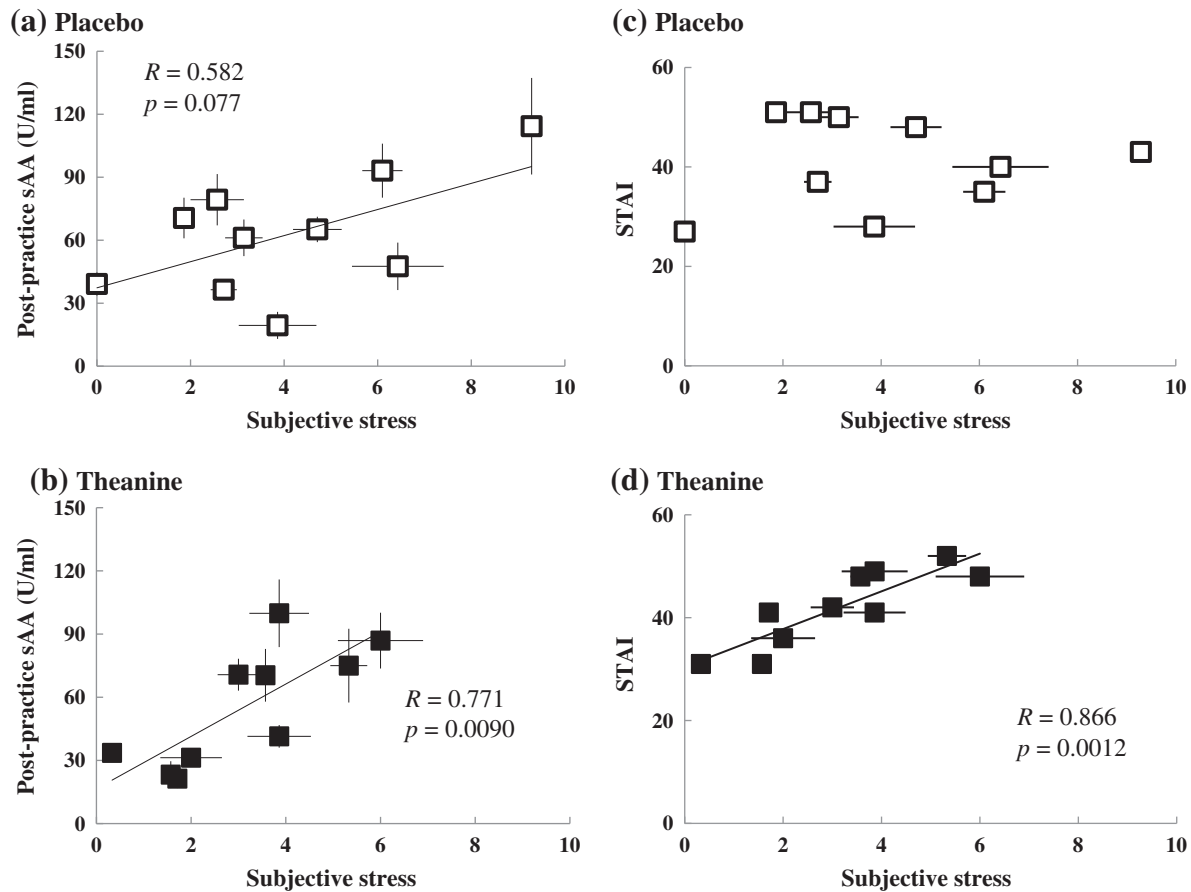 (a) Placebo
150
120
90
60
30
0
Post-practice sAA (U/ml)
R = 0.582
p = 0.077
0 2 4 6 8 10
Subjective stress
(c) Placebo
60
40
20
0
STAI
0 2 4 6 8 10
Subjective stress
(b) Theanine
150
120
90
60
30
0
Post-practice sAA (U/ml)
R = 0.771
p = 0.0090
0 2 4 6 8 10
Subjective stress
(d) Theanine
60
40
20
0
STAI
R = 0.866
p = 0.0012
0 2 4 6 8 10
Subjective stress